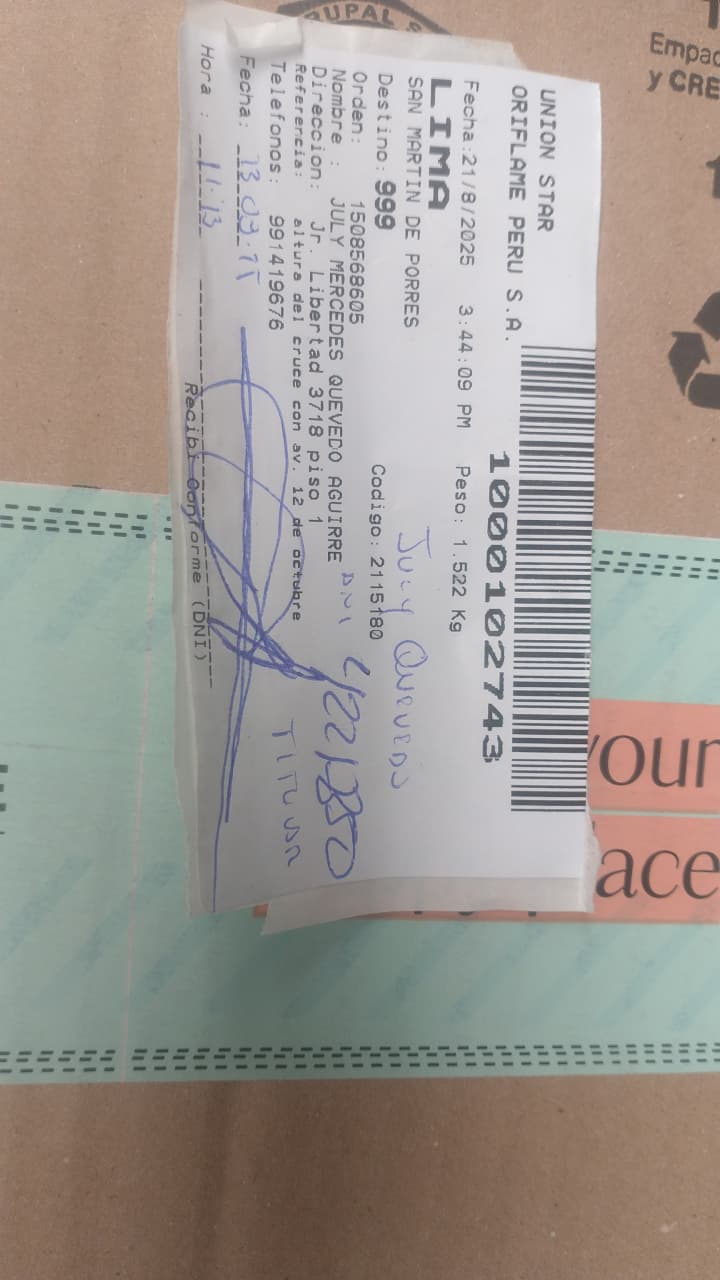 UNION STAR
ORIFLAME PERU S.A.
1000102743
Fecha:21/8/2025 3:44:09 PM Peso: 1.522 Kg
LIMA
SAN MARTIN DE PORRES
July Quevedo
Destino: 999 Codigo: 2115180
Orden: 1508568605
Nombre : JULY MERCEDES QUEVEDO AGUIRRE
DNI
Direccion: Jr. Libertad 3718 piso 1
Referencia: altura del cruce con av. 12 de octubre
Telefonos: 991419676
Fecha:
Hora : 11:13
Recibi Conforme (DNI)
Empac
y CRE
your
ace